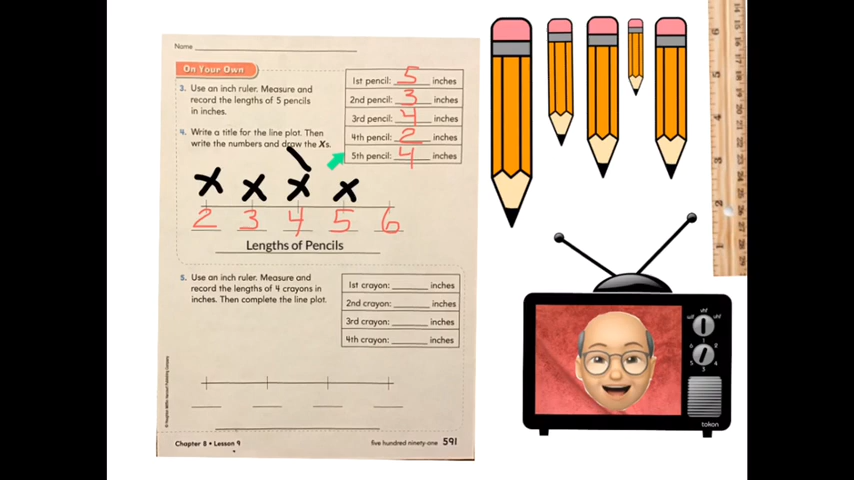 Name
On Your Own
3. Use an inch ruler. Measure and
record the lengths of 5 pencils
in inches.
1st pencil: 5 inches
2nd pencil: 3 inches
3rd pencil: 4 inches
4th pencil: 2 inches
5th pencil: 4 inches
4. Write a title for the line plot. Then
write the numbers and draw the Xs.
X X X X
2 3 4 5 6
Lengths of Pencils
5. Use an inch ruler. Measure and
record the lengths of 4 crayons in
inches. Then complete the line plot.
1st crayon: inches
2nd crayon: inches
3rd crayon: inches
4th crayon: inches
Chapter 8 • Lesson 9
five hundred ninety-one 591
tokon